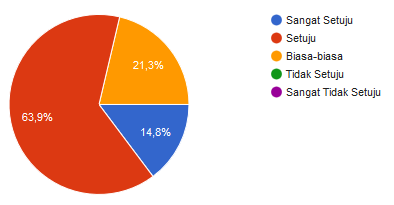 21,3%
63,9%
14,8%
Sangat Setuju
Setuju
Biasa-biasa
Tidak Setuju
Sangat Tidak Setuju